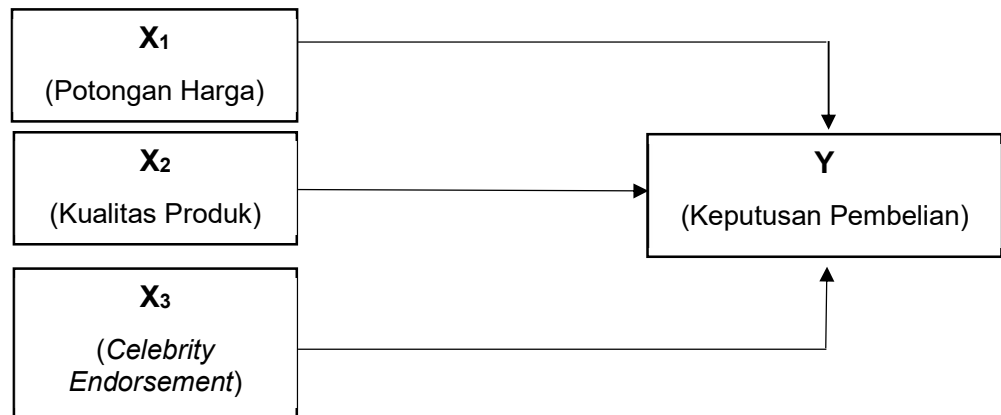 X₁
(Potongan Harga)
X₂
(Kualitas Produk)
Y
(Keputusan Pembelian)
X₃
(Celebrity
Endorsement)